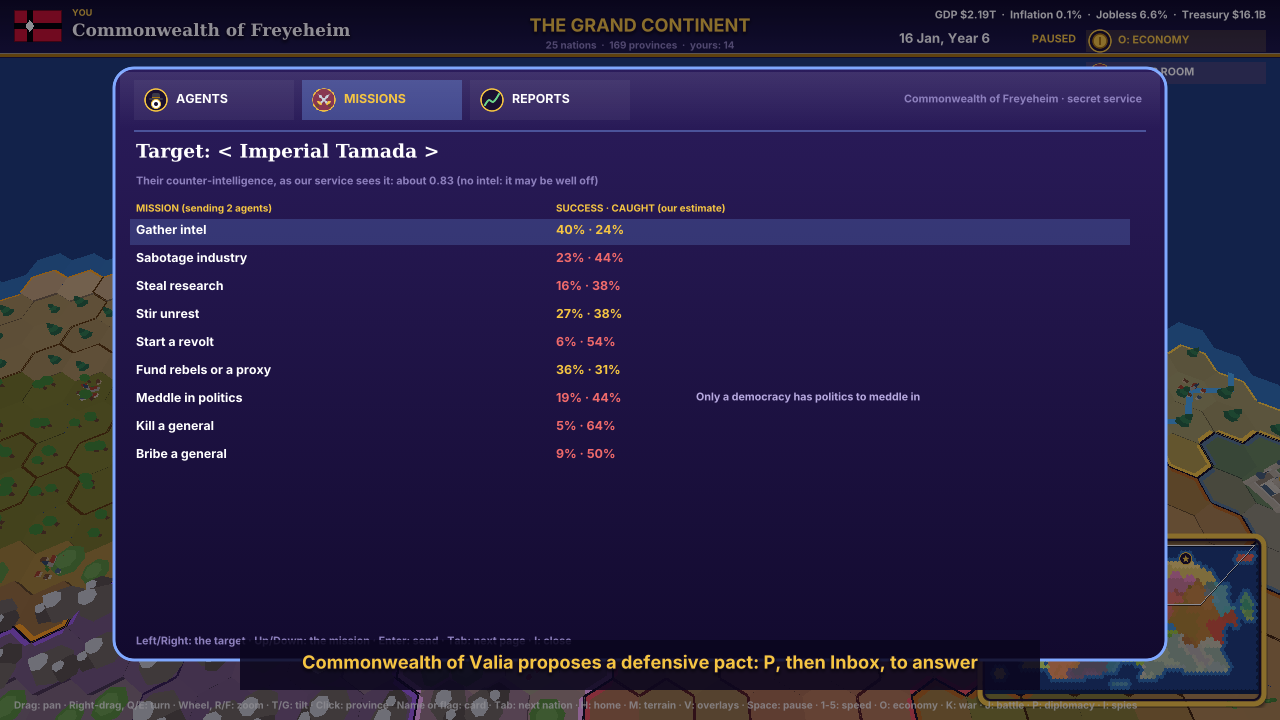 YOU
Commonwealth of Freyeheim
THE GRAND CONTINENT
25 nations · 169 provinces · yours: 14
GDP $2.19T · Inflation 0.1% · Jobless 6.6% · Treasury $16.1B
16 Jan, Year 6
PAUSED
O: ECONOMY
ROOM
AGENTS
MISSIONS
REPORTS
Commonwealth of Freyeheim · secret service
Target: < Imperial Tamada >
Their counter-intelligence, as our service sees it: about 0.83 (no intel: it may be well off)
MISSION (sending 2 agents) SUCCESS · CAUGHT (our estimate)
Gather intel 40% · 24%
Sabotage industry 23% · 44%
Steal research 16% · 38%
Stir unrest 27% · 38%
Start a revolt 6% · 54%
Fund rebels or a proxy 36% · 31%
Meddle in politics 19% · 44% Only a democracy has politics to meddle in
Kill a general 5% · 64%
Bribe a general 9% · 50%
Left/Right: the target · Up/Down: the mission · Enter: send · Tab: next page · I: close
Commonwealth of Valia proposes a defensive pact: P, then Inbox, to answer
Drag: pan · Right-drag, Q/E: turn · Wheel, R/F: zoom · T/G: tilt · Click: province · Name or flag: card · Tab: next nation · H: home · M: terrain · V: overlays · Space: pause · 1-5: speed · O: economy · K: war · J: battle · P: diplomacy · I: spies